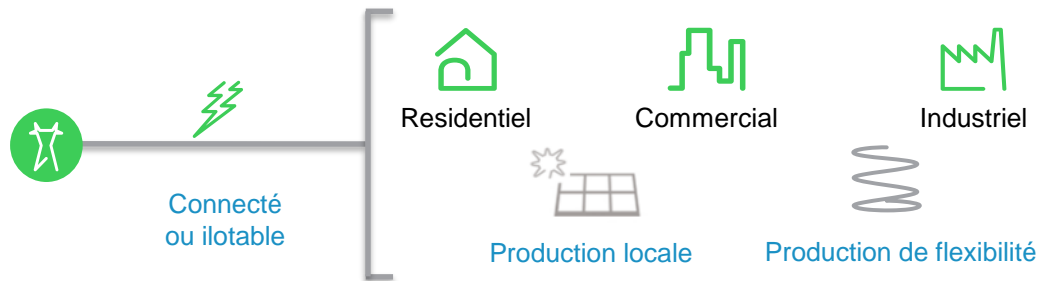 Residentiel
Commercial
Industriel
Connecté
ou ilotable
Production locale
Production de flexibilité